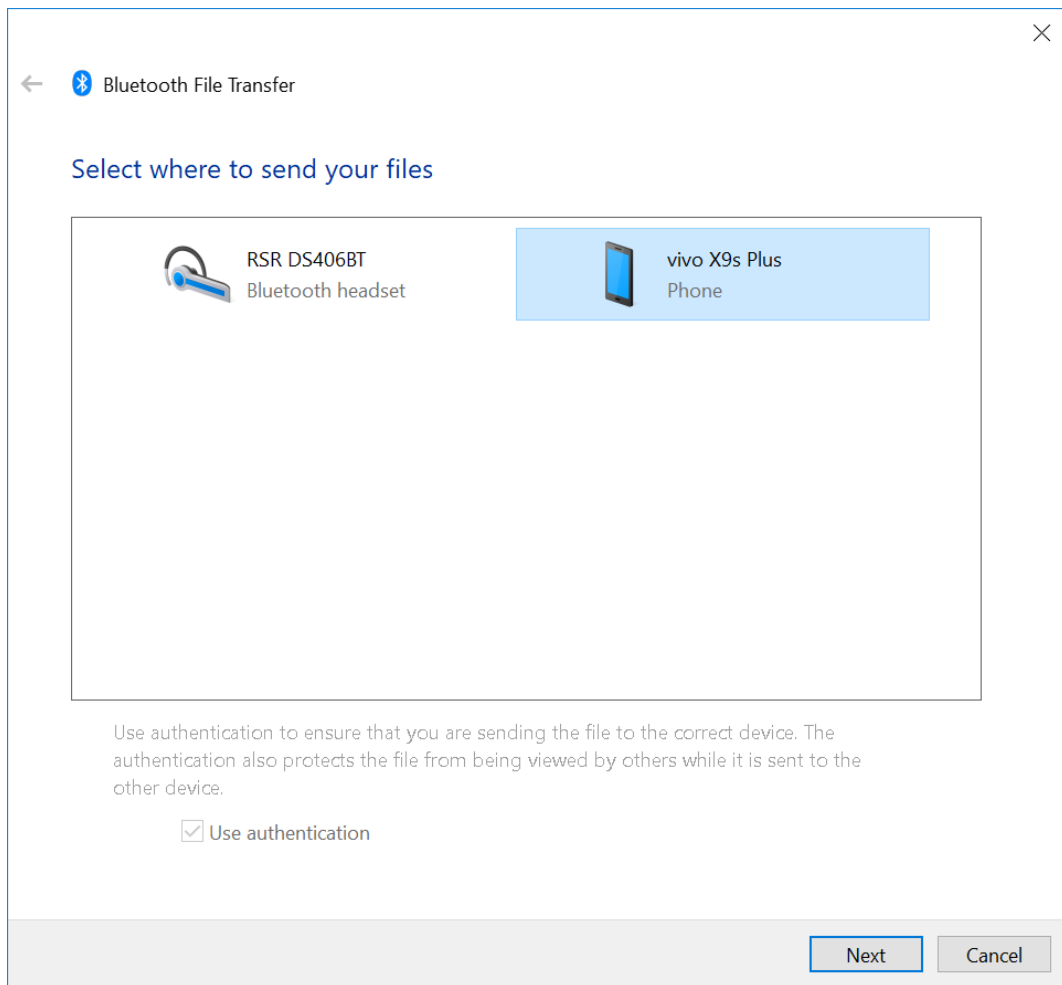 Bluetooth File Transfer
Select where to send your files
RSR DS406BT
Bluetooth headset
vivo X9s Plus
Phone
Use authentication to ensure that you are sending the file to the correct device. The
authentication also protects the file from being viewed by others while it is sent to the
other device.
Use authentication
Next
Cancel